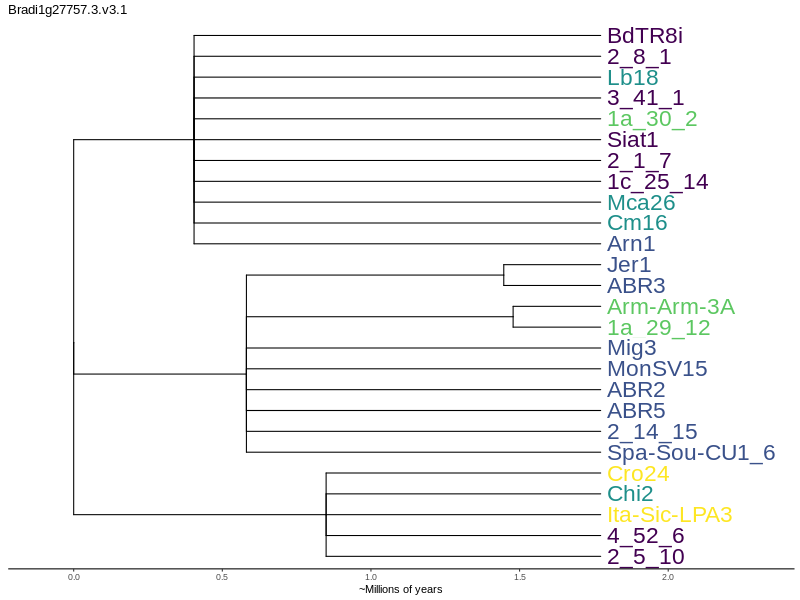 Bradi1g27757.3.v3.1
BdTR8i
2_8_1
Lb18
3_41_1
1a_30_2
Siat1
2_1_7
1c_25_14
Mca26
Cm16
Arn1
Jer1
ABR3
Arm-Arm-3A
1a_29_12
Mig3
MonSV15
ABR2
ABR5
2_14_15
Spa-Sou-CU1_6
Cro24
Chi2
Ita-Sic-LPA3
4_52_6
2_5_10
0.0 0.5 1.0 1.5 2.0
~Millions of years